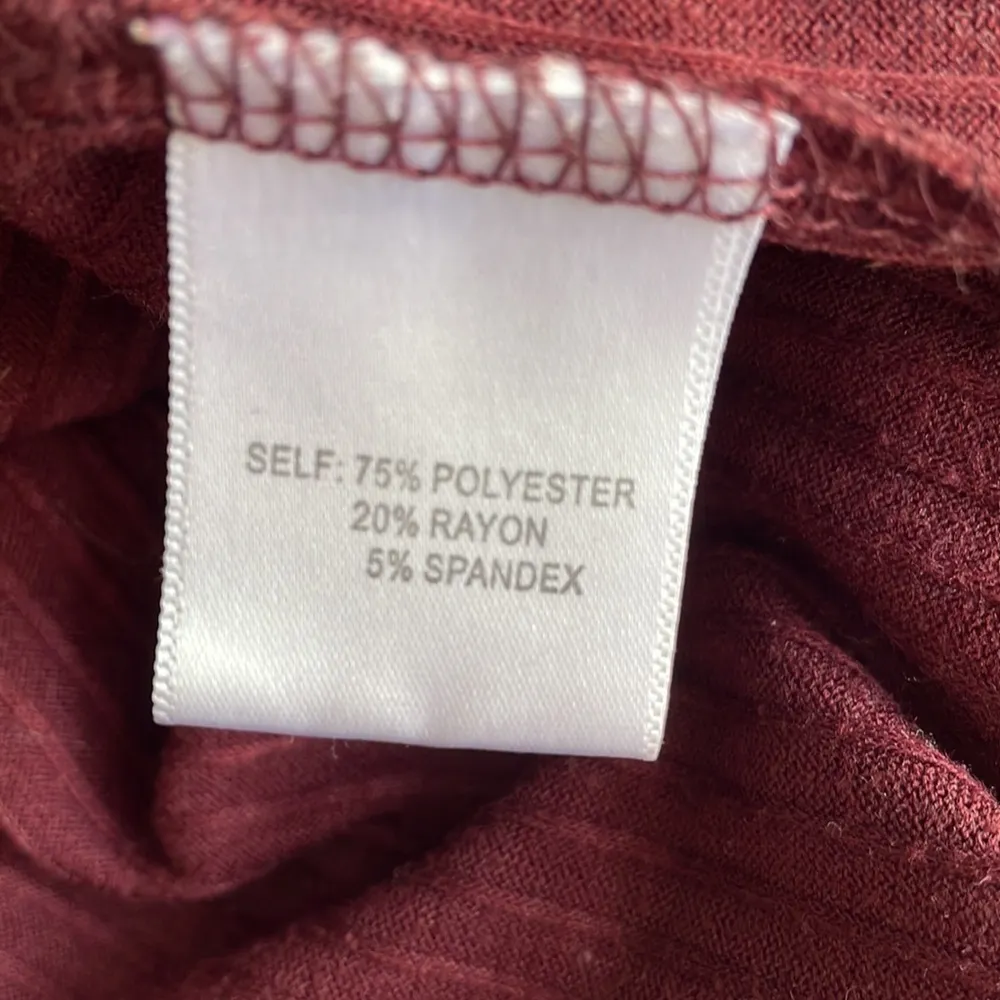 SELF: 75% POLYESTER
20% RAYON
5% SPANDEX